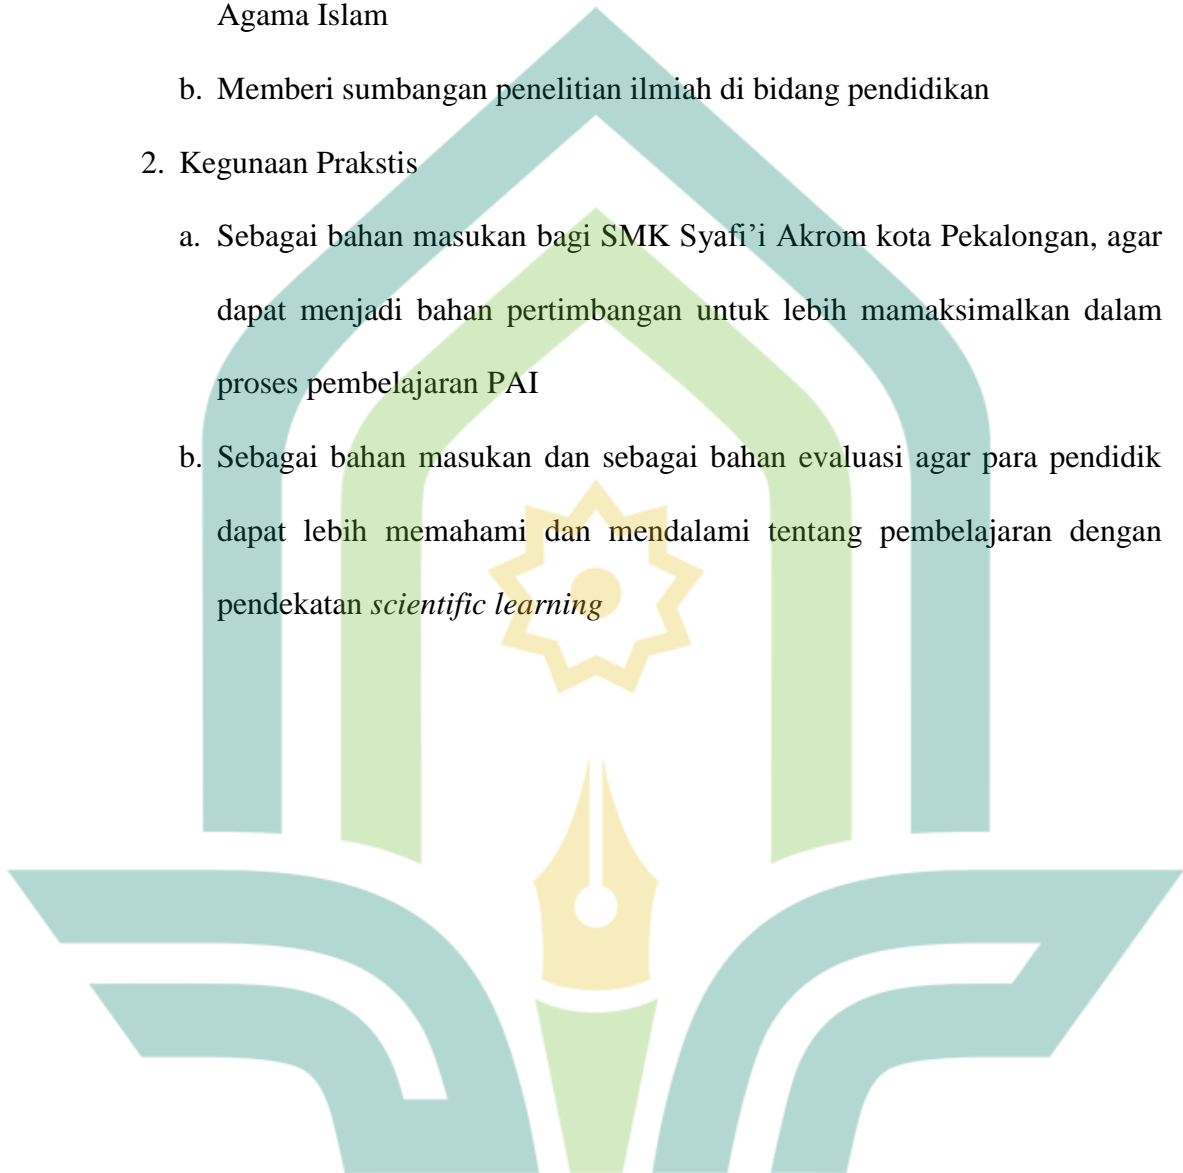 Agama Islam
b. Memberi sumbangan penelitian ilmiah di bidang pendidikan
2. Kegunaan Prakstis
a. Sebagai bahan masukan bagi SMK Syafi’i Akrom kota Pekalongan, agar
dapat menjadi bahan pertimbangan untuk lebih mamaksimalkan dalam
proses pembelajaran PAI
b. Sebagai bahan masukan dan sebagai bahan evaluasi agar para pendidik
dapat lebih memahami dan mendalami tentang pembelajaran dengan
pendekatan scientific learning